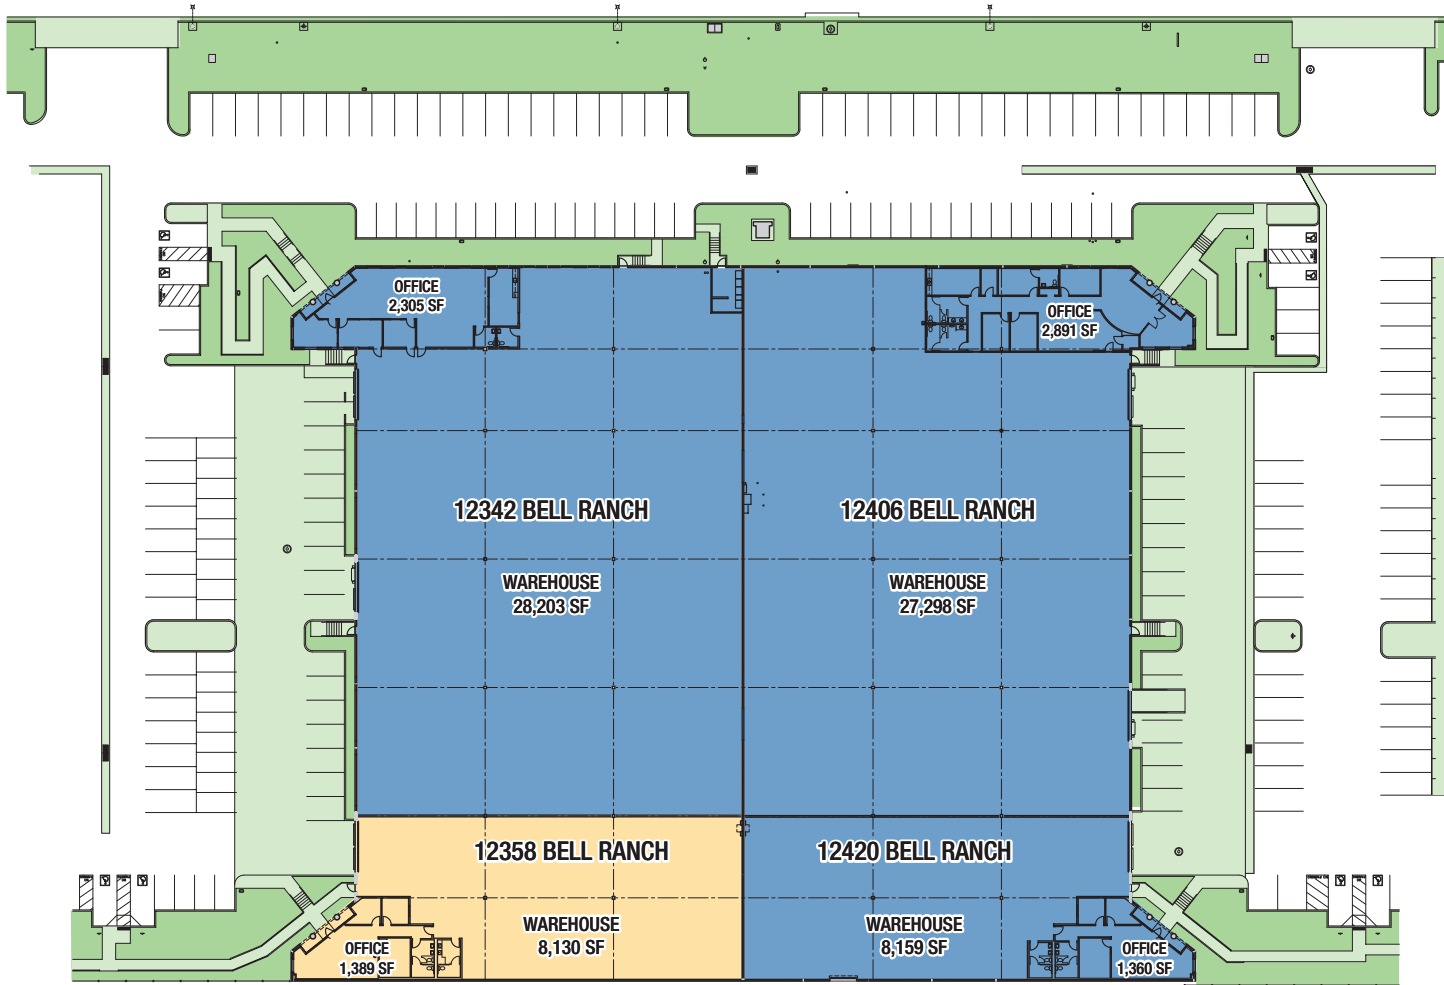 OFFICE
2,305 SF
OFFICE
2,891 SF
12342 BELL RANCH
12406 BELL RANCH
WAREHOUSE
28,203 SF
WAREHOUSE
27,298 SF
12358 BELL RANCH
12420 BELL RANCH
WAREHOUSE
8,130 SF
WAREHOUSE
8,159 SF
OFFICE
1,389 SF
OFFICE
1,360 SF